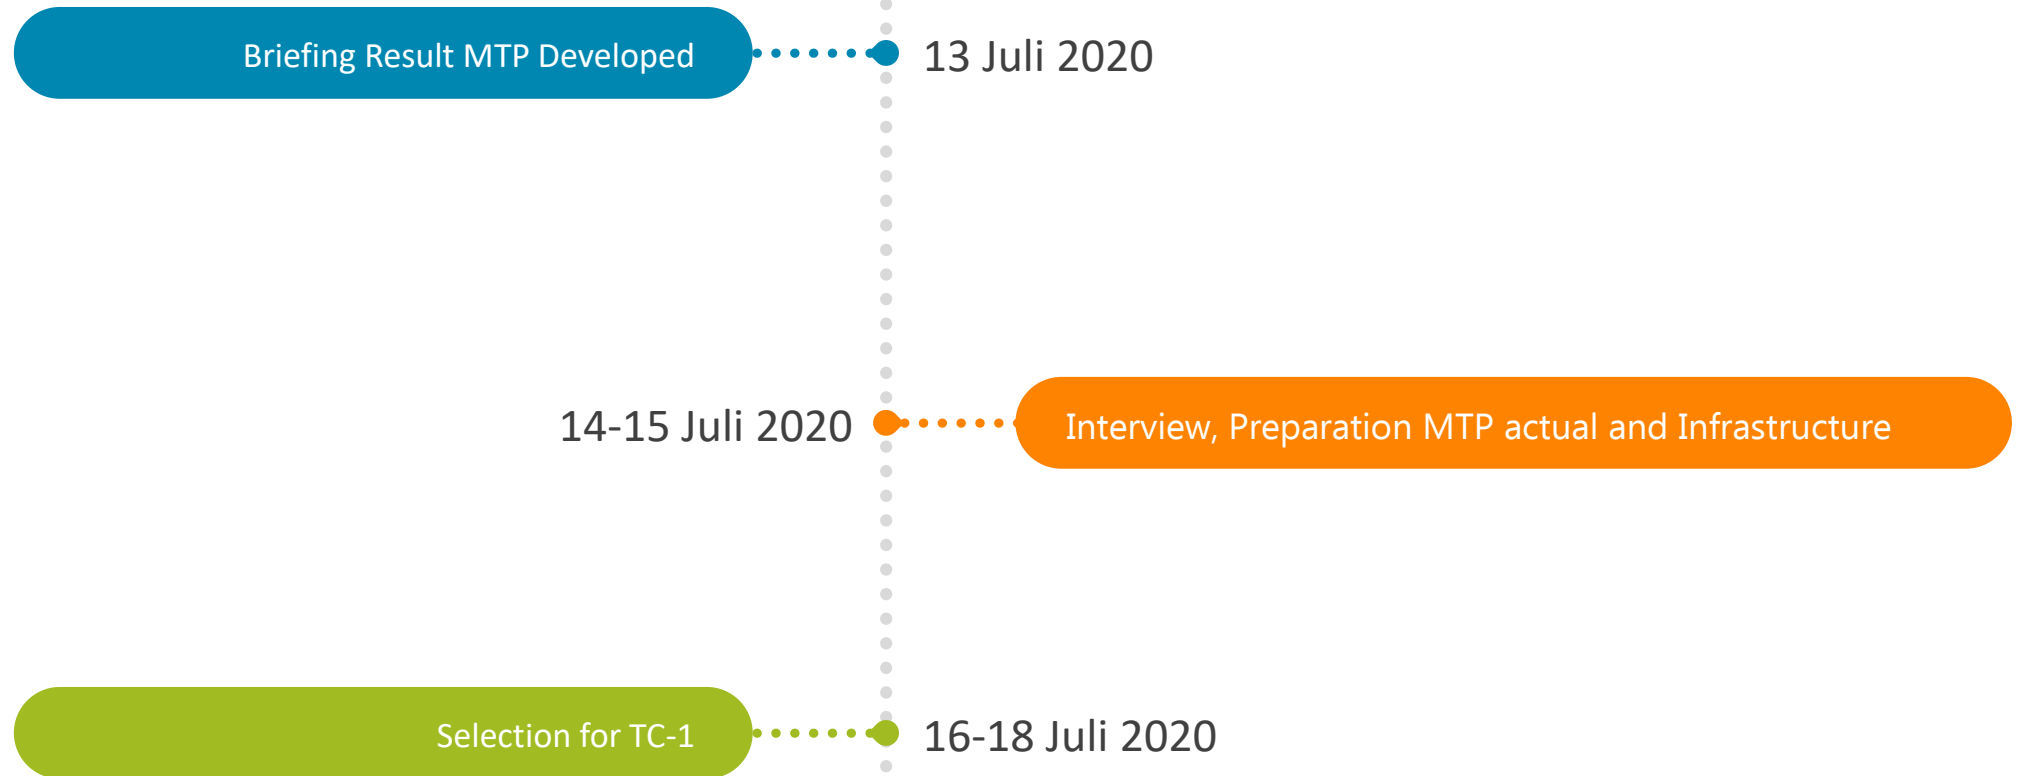 Briefing Result MTP Developed
13 Juli 2020
14-15 Juli 2020
Interview, Preparation MTP actual and Infrastructure
Selection for TC-1
16-18 Juli 2020